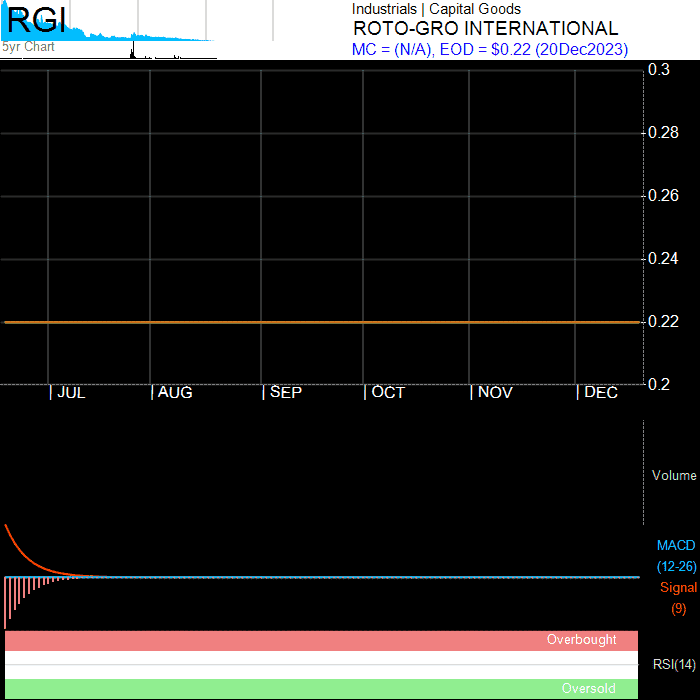 RGI
5yr Chart
Industrials | Capital Goods
ROTO-GRO INTERNATIONAL
MC = (N/A), EOD = $0.22 (20Dec2023)
0.3
0.28
0.26
0.24
0.22
0.2
| JUL | AUG | SEP | OCT | NOV | DEC
Volume
MACD
(12-26)
Signal
(9)
Overbought
RSI(14)
Oversold